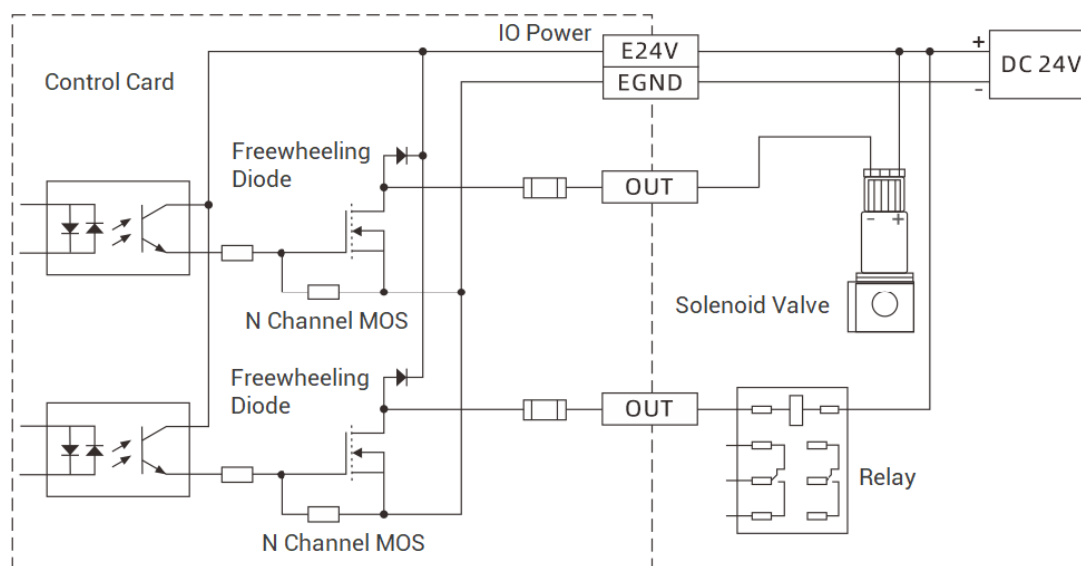 IO Power
E24V
+
DC 24V
Control Card
EGND
-
Freewheeling
Diode
OUT
- +
Solenoid Valve
N Channel MOS
Freewheeling
Diode
OUT
Relay
N Channel MOS